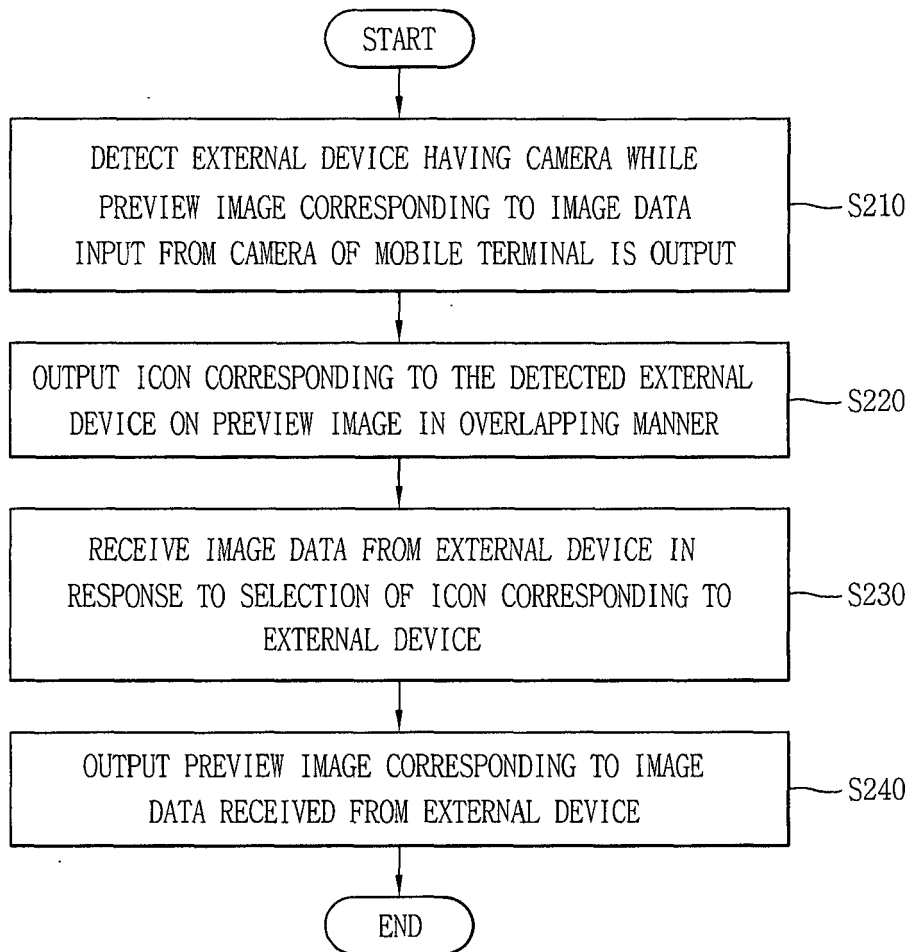 START
DETECT EXTERNAL DEVICE HAVING CAMERA WHILE
PREVIEW IMAGE CORRESPONDING TO IMAGE DATA
INPUT FROM CAMERA OF MOBILE TERMINAL IS OUTPUT
S210
OUTPUT ICON CORRESPONDING TO THE DETECTED EXTERNAL
DEVICE ON PREVIEW IMAGE IN OVERLAPPING MANNER
S220
RECEIVE IMAGE DATA FROM EXTERNAL DEVICE IN
RESPONSE TO SELECTION OF ICON CORRESPONDING TO
EXTERNAL DEVICE
S230
OUTPUT PREVIEW IMAGE CORRESPONDING TO IMAGE
DATA RECEIVED FROM EXTERNAL DEVICE
S240
END